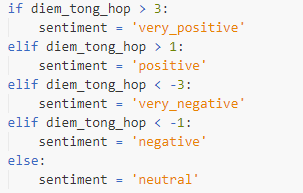 if diem_tong_hop > 3:
    sentiment = 'very_positive'
elif diem_tong_hop > 1:
    sentiment = 'positive'
elif diem_tong_hop < -3:
    sentiment = 'very_negative'
elif diem_tong_hop < -1:
    sentiment = 'negative'
else:
    sentiment = 'neutral'